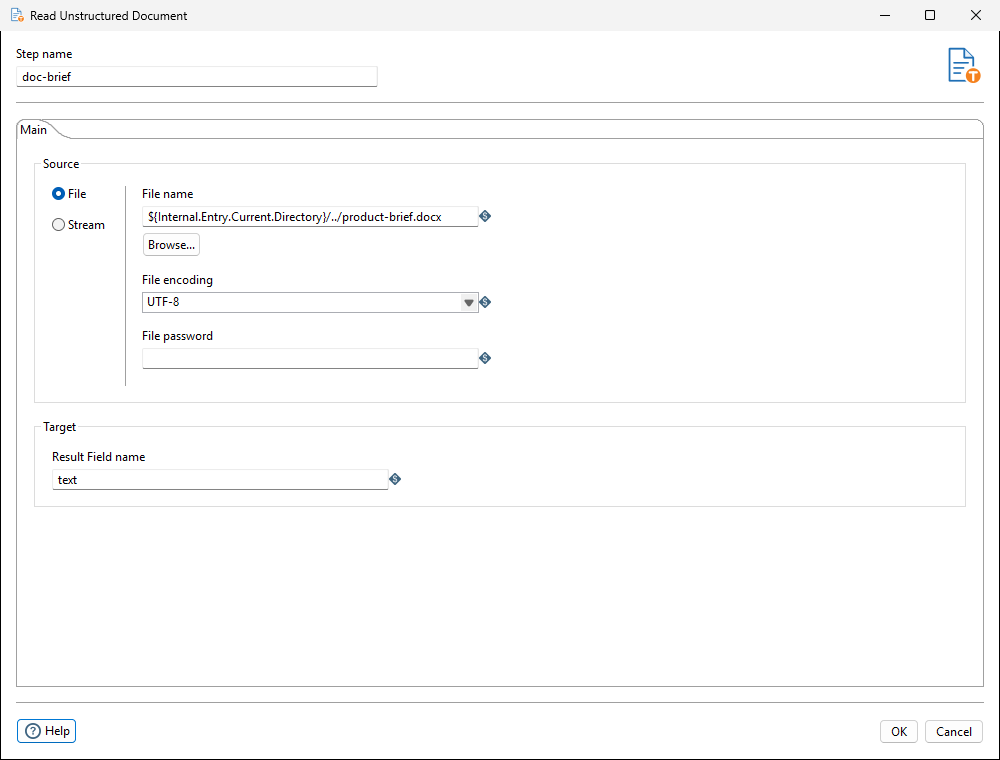 Read Unstructured Document
Step name
doc-brief
T
Main
Source
File
Stream
File name
${Internal.Entry.Current.Directory}/../product-brief.docx
$
Browse...
File encoding
UTF-8
$
File password
$
Target
Result Field name
text
$
? Help
OK
Cancel